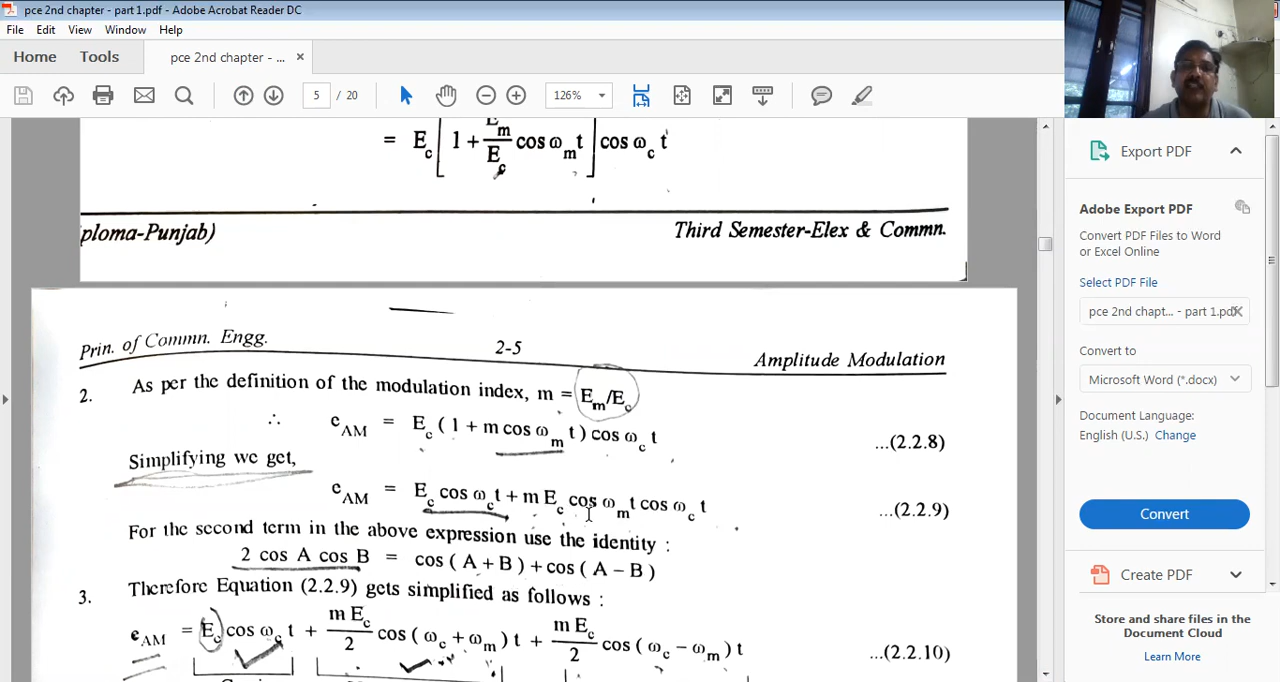 pce 2nd chapter - part 1.pdf - Adobe Acrobat Reader DC
File Edit View Window Help
Home Tools pce 2nd chapter - ... ×
5 / 20 126%
= E_c [ 1 + E_m/E_c cos ω_m t ] cos ω_c t
ploma-Punjab) Third Semester-Elex & Commn.
Prin. of Commn. Engg. 2-5 Amplitude Modulation
2. As per the definition of the modulation index, m = E_m/E_c
∴ e_AM = E_c ( 1 + m cos ω_m t ) cos ω_c t ...(2.2.8)
Simplifying we get,
e_AM = E_c cos ω_c t + m E_c cos ω_m t cos ω_c t ...(2.2.9)
For the second term in the above expression use the identity :
2 cos A cos B = cos ( A + B ) + cos ( A − B )
3. Therefore Equation (2.2.9) gets simplified as follows :
e_AM = E_c cos ω_c t + m E_c/2 cos ( ω_c + ω_m ) t + m E_c/2 cos ( ω_c − ω_m ) t ...(2.2.10)
Export PDF
Adobe Export PDF
Convert PDF Files to Word
or Excel Online
Select PDF File
pce 2nd chapt... - part 1.pdf
Convert to
Microsoft Word (*.docx)
Document Language:
English (U.S.) Change
Convert
Create PDF
Store and share files in the
Document Cloud
Learn More